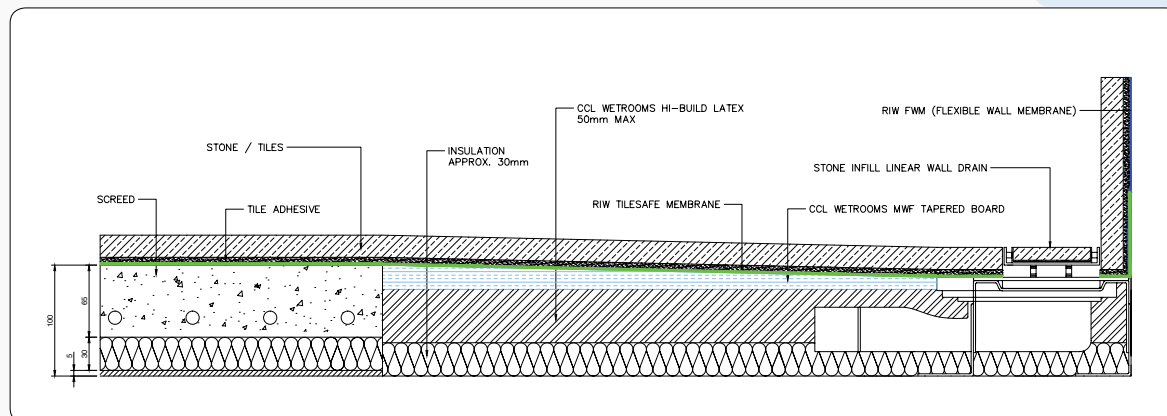 CCL WETROOMS HI-BUILD LATEX
50mm MAX
RIW FWM (FLEXIBLE WALL MEMBRANE)
STONE / TILES
INSULATION
APPROX. 30mm
STONE INFILL LINEAR WALL DRAIN
SCREED
TILE ADHESIVE
RIW TILESAFE MEMBRANE
CCL WETROOMS MWF TAPERED BOARD
100
65
30
5